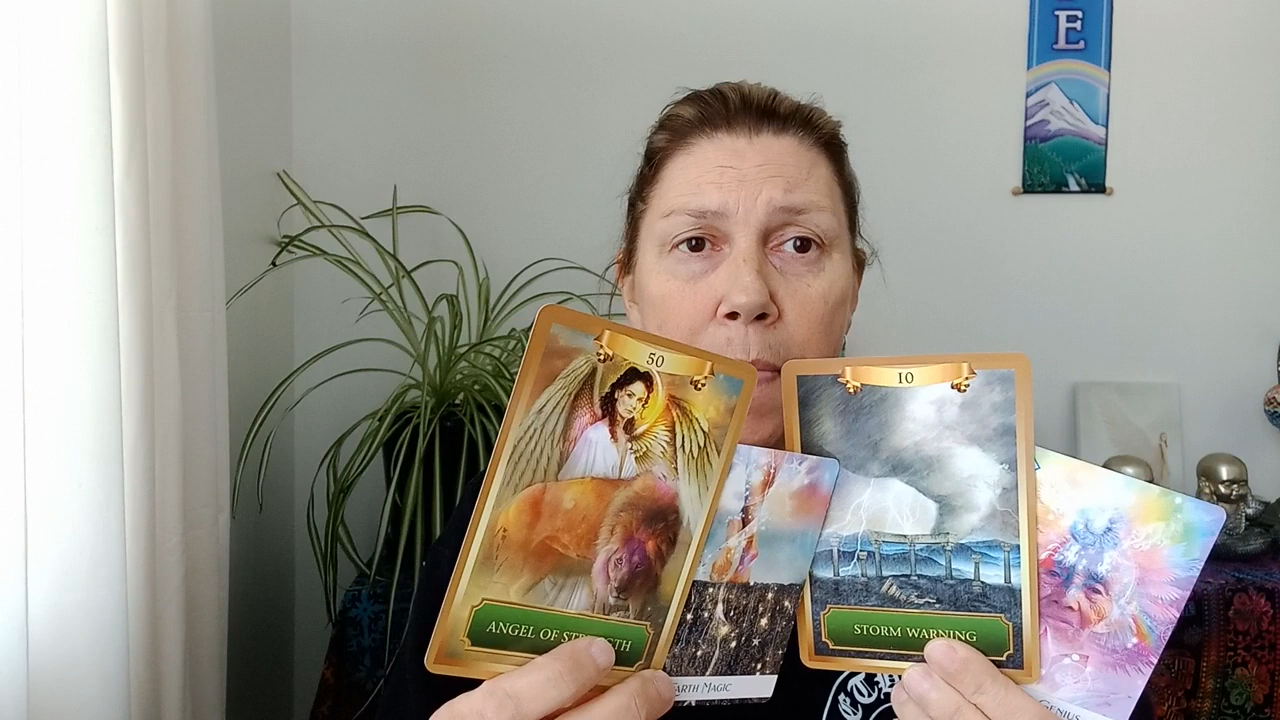 E
50
ANGEL OF STRENGTH
EARTH MAGIC
10
STORM WARNING
GENIUS